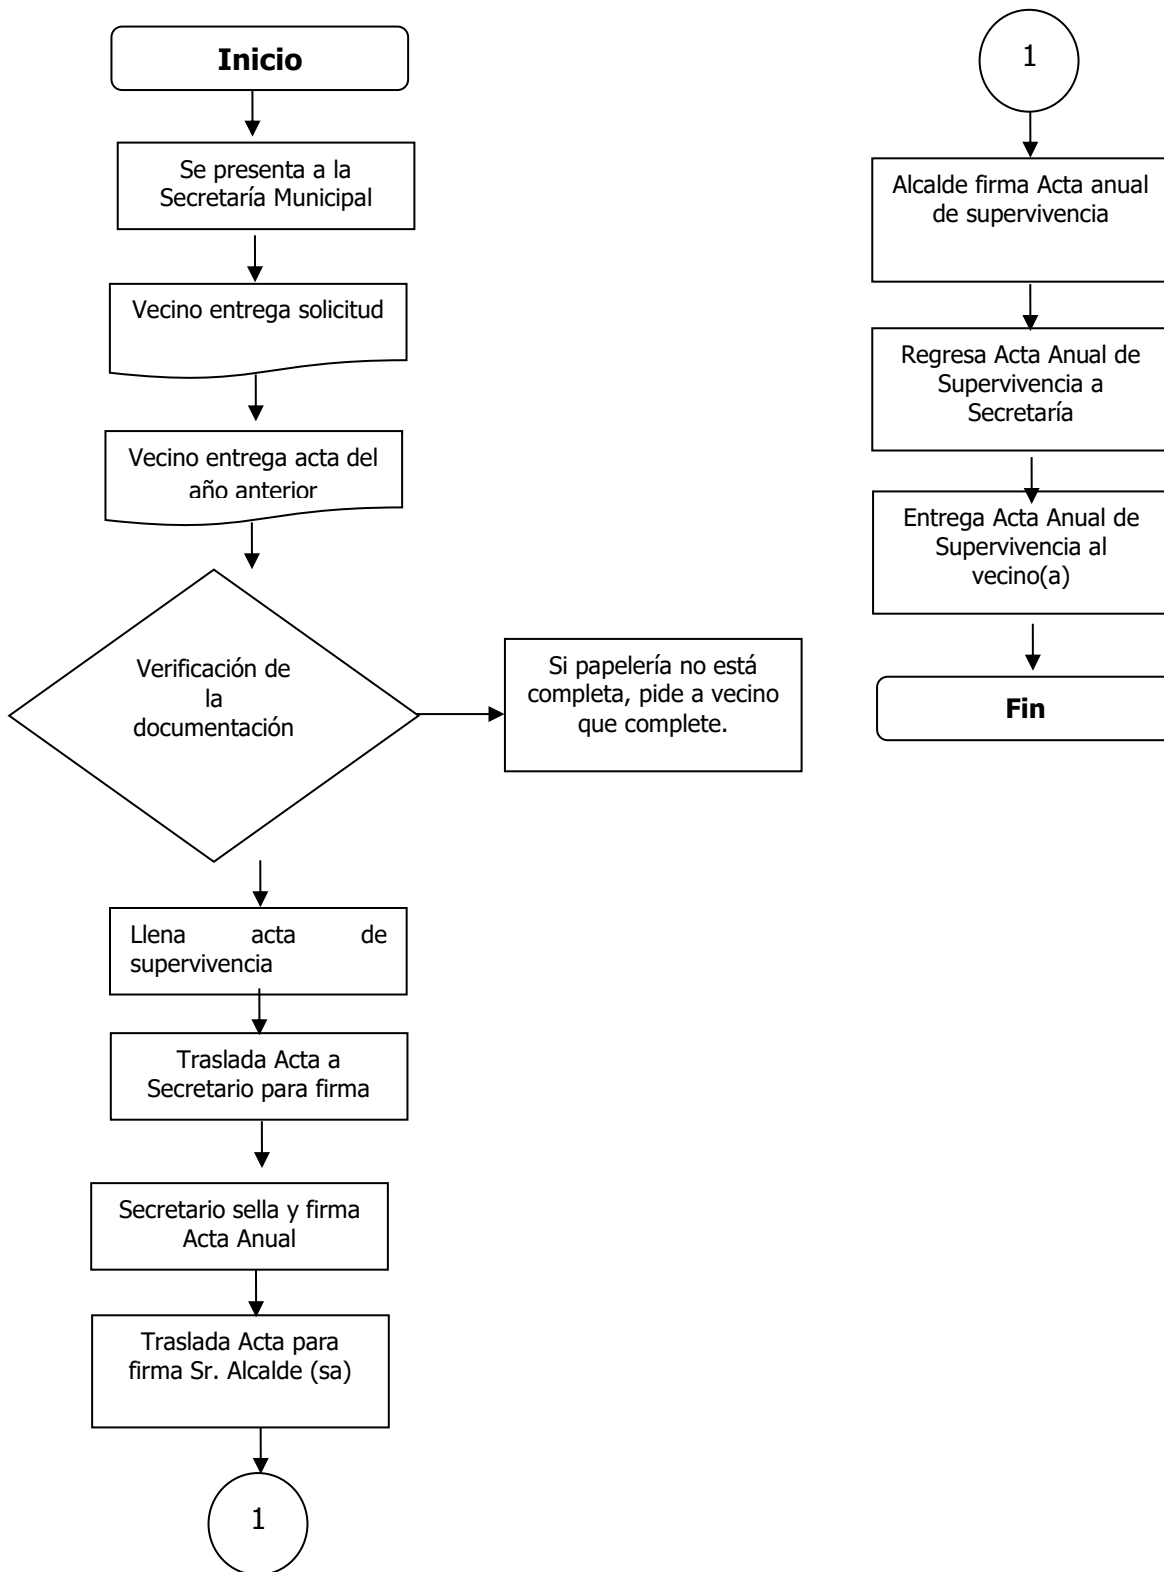 Inicio
Se presenta a la
Secretaría Municipal
Vecino entrega solicitud
Vecino entrega acta del
año anterior
Verificación de
la
documentación
Si papelería no está
completa, pide a vecino
que complete.
Llena acta de
supervivencia
Traslada Acta a
Secretario para firma
Secretario sella y firma
Acta Anual
Traslada Acta para
firma Sr. Alcalde (sa)
1
1
Alcalde firma Acta anual
de supervivencia
Regresa Acta Anual de
Supervivencia a
Secretaría
Entrega Acta Anual de
Supervivencia al
vecino(a)
Fin